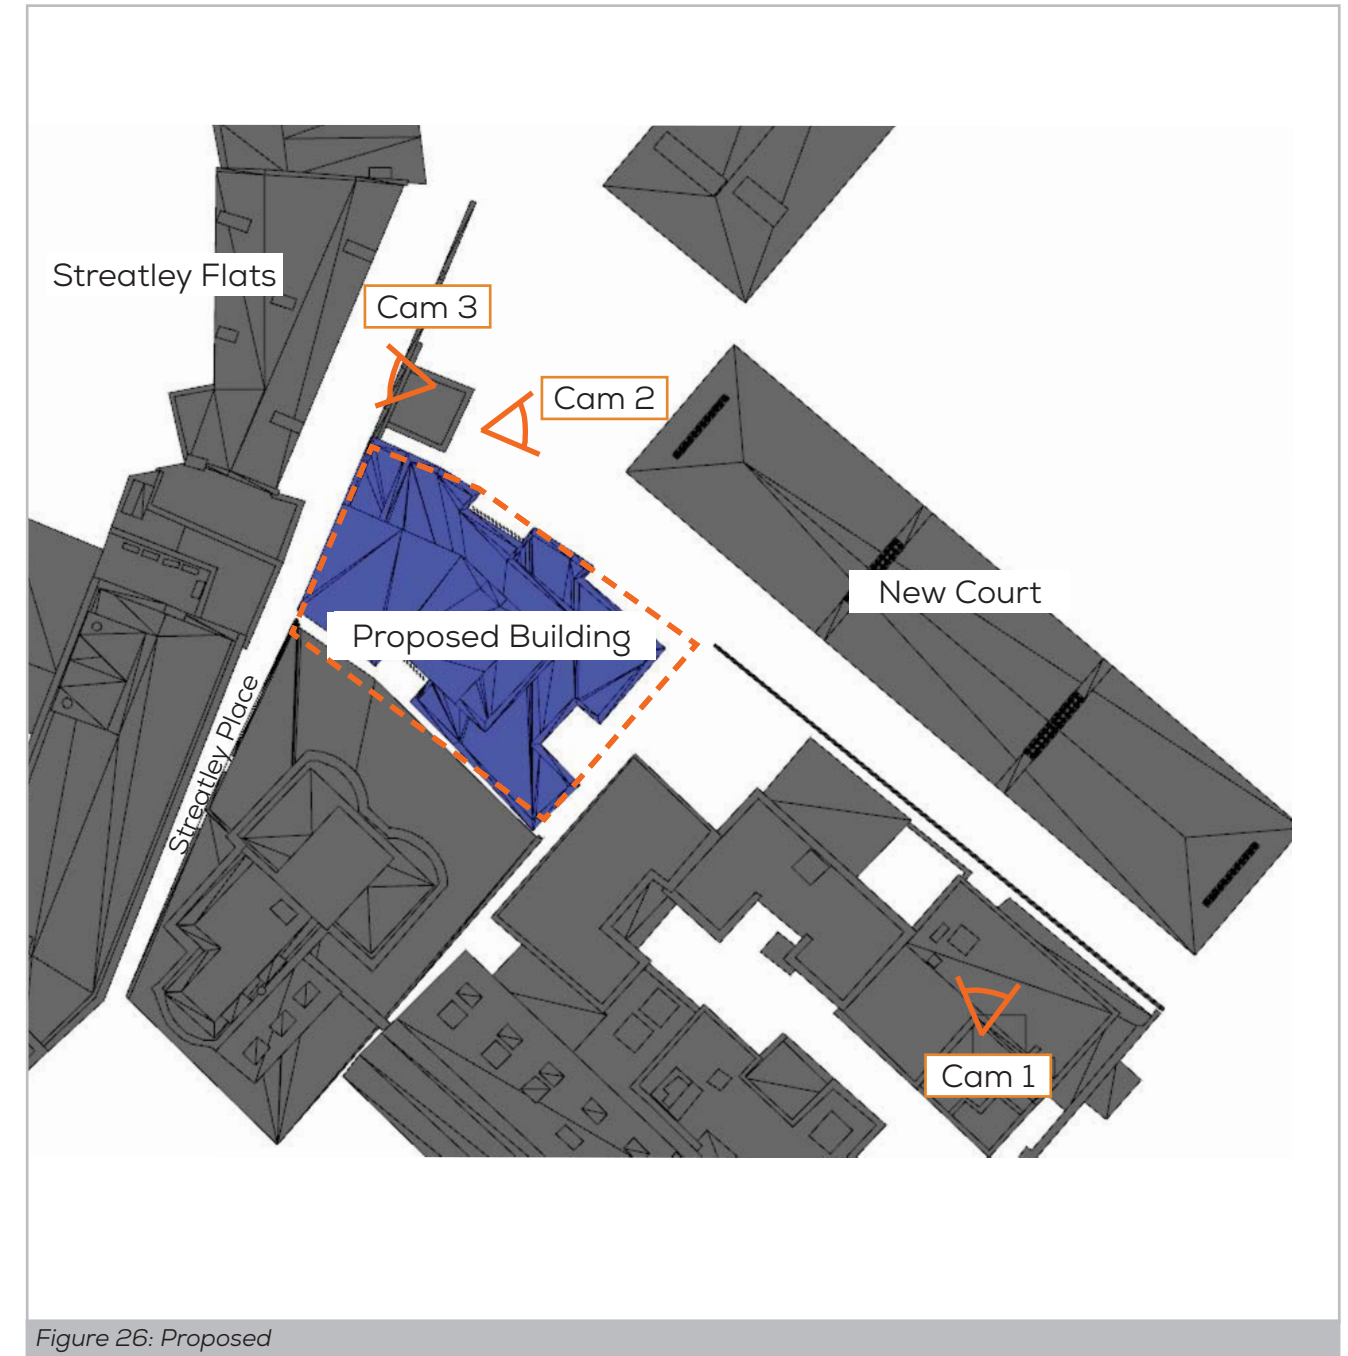 Streatley Flats
Cam 3
Cam 2
New Court
Proposed Building
Streatley Place
Cam 1
Figure 26: Proposed